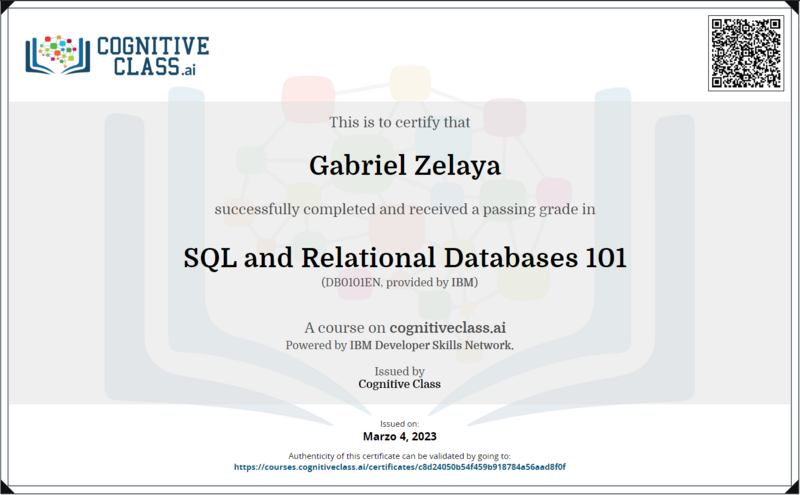 COGNITIVE
CLASS.ai
This is to certify that
Gabriel Zelaya
successfully completed and received a passing grade in
SQL and Relational Databases 101
(DB0101EN, provided by IBM)
A course on cognitiveclass.ai
Powered by IBM Developer Skills Network.
Issued by
Cognitive Class
Issued on:
Marzo 4, 2023
Authenticity of this certificate can be validated by going to:
https://courses.cognitiveclass.ai/certificates/c8d24050b54f459b918784a56aad8f0f